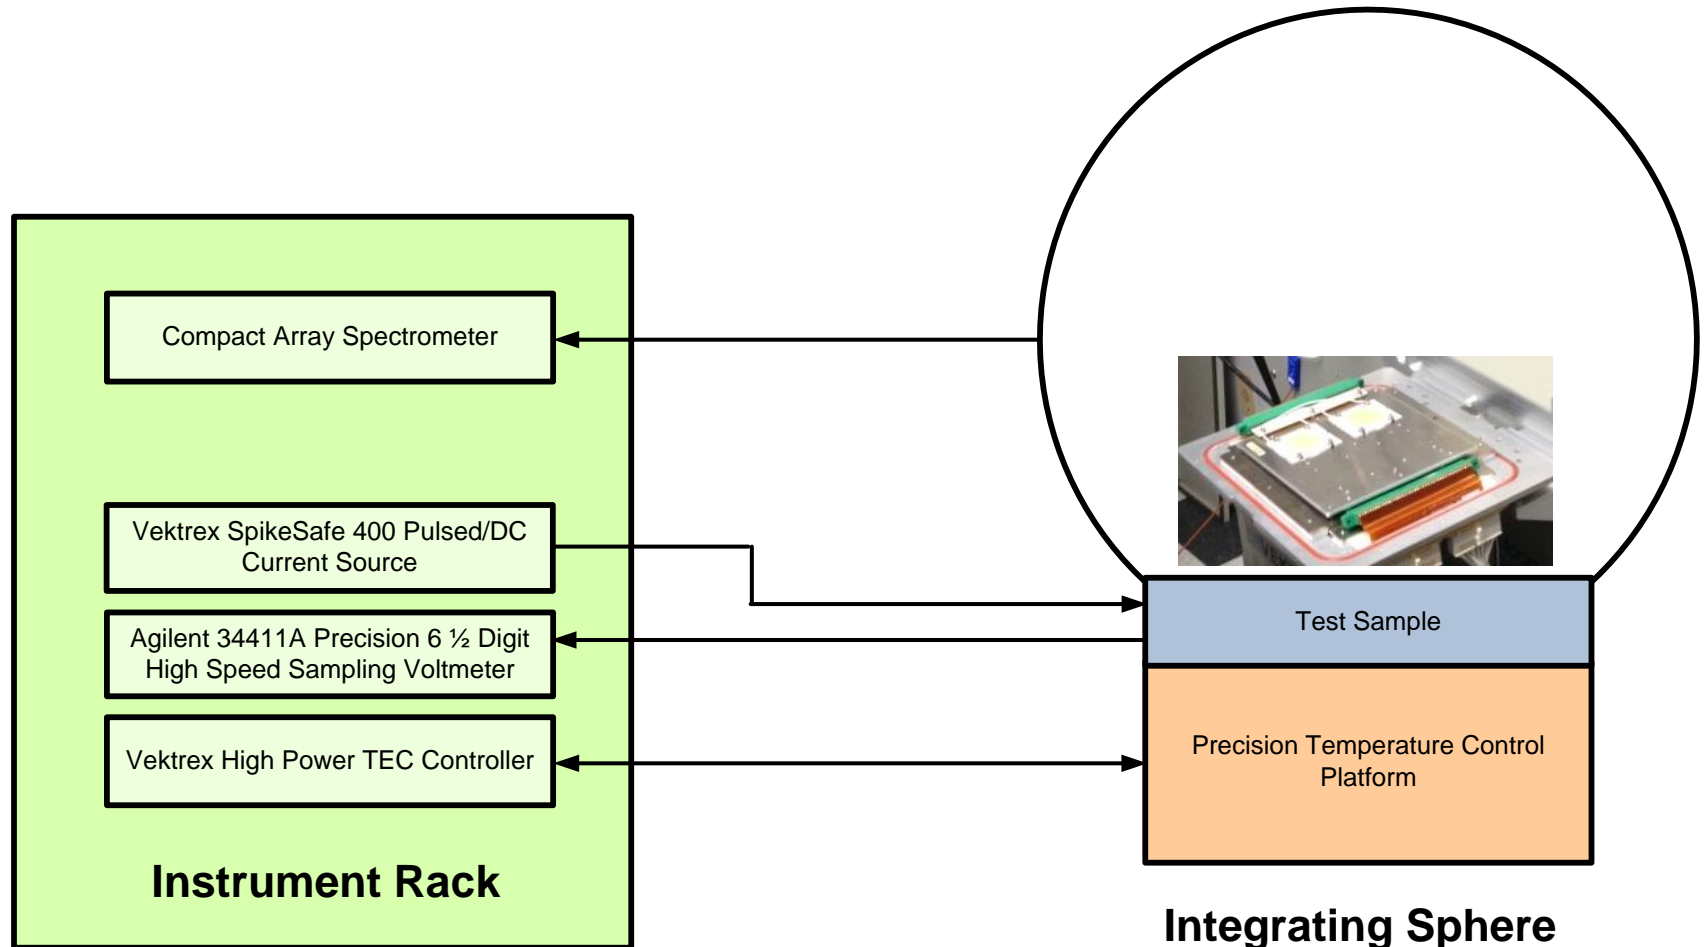 Compact Array Spectrometer
Vektrex SpikeSafe 400 Pulsed/DC
Current Source
Agilent 34411A Precision 6 ½ Digit
High Speed Sampling Voltmeter
Vektrex High Power TEC Controller
Instrument Rack
Test Sample
Precision Temperature Control
Platform
Integrating Sphere